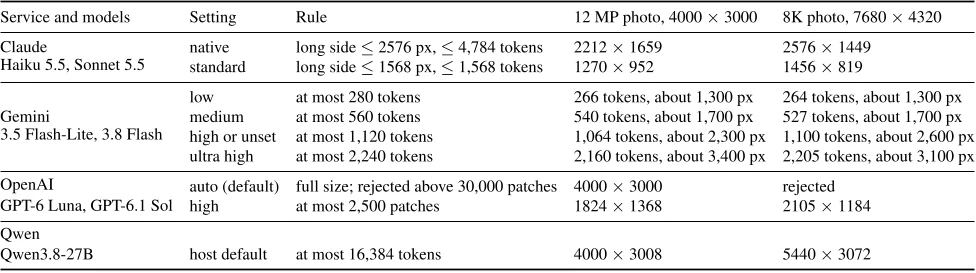 Service and models Setting Rule 12 MP photo, 4000 × 3000 8K photo, 7680 × 4320
Claude native long side ≤ 2576 px, ≤ 4,784 tokens 2212 × 1659 2576 × 1449
Haiku 5.5, Sonnet 5.5 standard long side ≤ 1568 px, ≤ 1,568 tokens 1270 × 952 1456 × 819
low at most 280 tokens 266 tokens, about 1,300 px 264 tokens, about 1,300 px
Gemini medium at most 560 tokens 540 tokens, about 1,700 px 527 tokens, about 1,700 px
3.5 Flash-Lite, 3.8 Flash high or unset at most 1,120 tokens 1,064 tokens, about 2,300 px 1,100 tokens, about 2,600 px
ultra high at most 2,240 tokens 2,160 tokens, about 3,400 px 2,205 tokens, about 3,100 px
OpenAI auto (default) full size; rejected above 30,000 patches 4000 × 3000 rejected
GPT-6 Luna, GPT-6.1 Sol high at most 2,500 patches 1824 × 1368 2105 × 1184
Qwen
Qwen3.8-27B host default at most 16,384 tokens 4000 × 3008 5440 × 3072